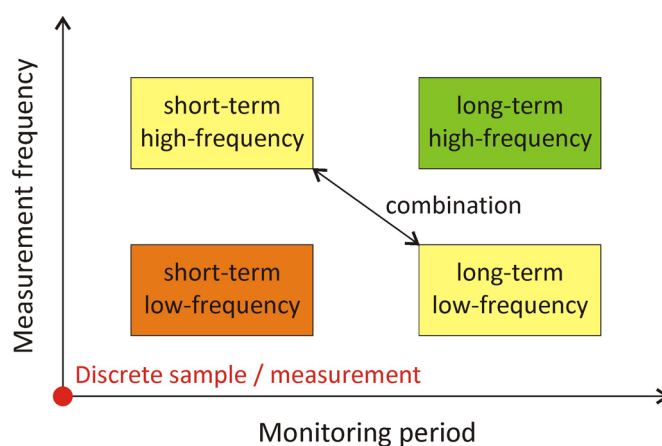 Measurement frequency
short-term
high-frequency
long-term
high-frequency
combination
short-term
low-frequency
long-term
low-frequency
Discrete sample / measurement
Monitoring period